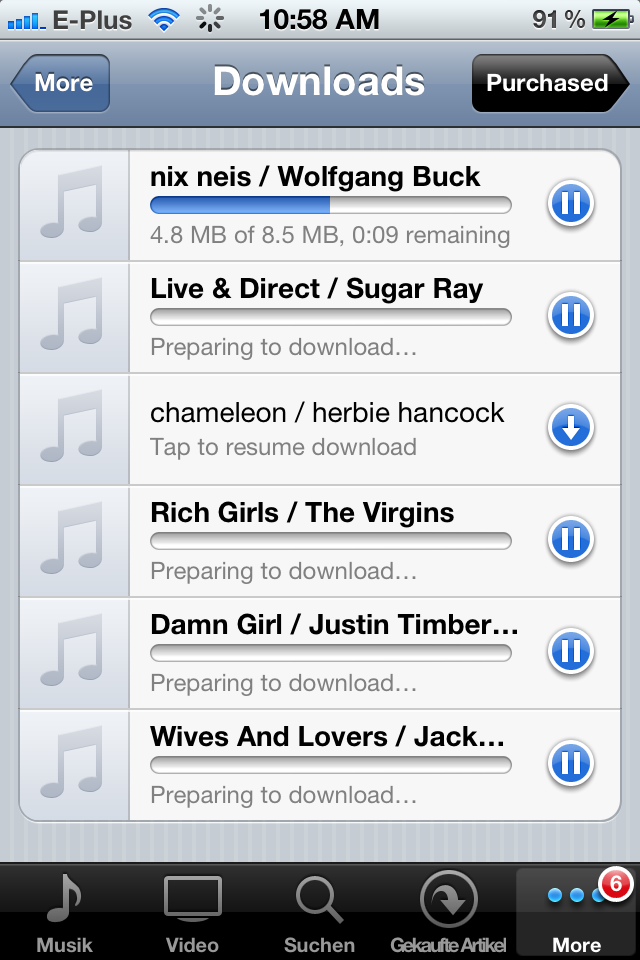 E-Plus 10:58 AM 91 %
More Downloads Purchased
nix neis / Wolfgang Buck
4.8 MB of 8.5 MB, 0:09 remaining
Live & Direct / Sugar Ray
Preparing to download…
chameleon / herbie hancock
Tap to resume download
Rich Girls / The Virgins
Preparing to download…
Damn Girl / Justin Timber…
Preparing to download…
Wives And Lovers / Jack…
Preparing to download…
6
Musik Video Suchen Gekaufte Artikel More